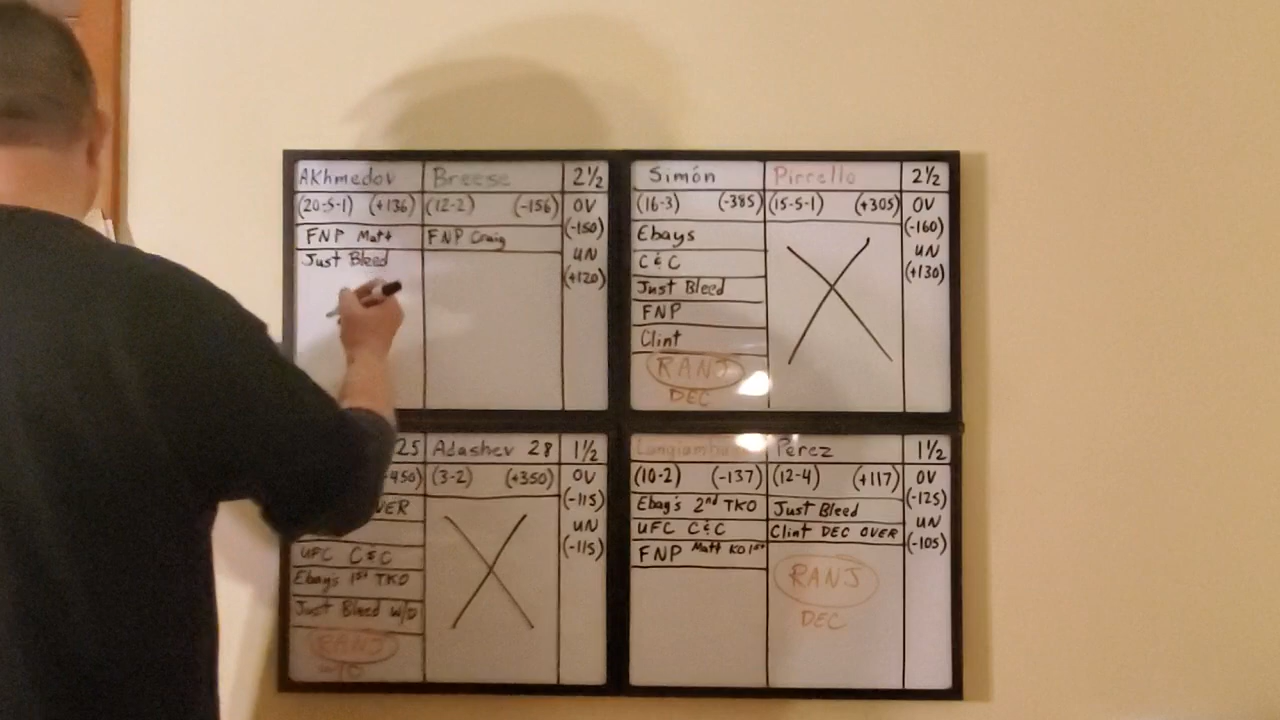 Akhmedov Breese 2½
(20-5-1) (+136) (12-2) (-156) OV
(-150)
FNP Matt FNP Craig UN
Just Bleed (+120)
Simón Pirrello 2½
(16-3) (-385) (15-5-1) (+305) OV
(-160)
Ebays UN
C & C (+130)
Just Bleed
FNP
Clint
RANJ
DEC
25 Adashev 28 1½
-450) (3-2) (+350) OV
VER (-115)
UN
UFC C & C (-115)
Ebay's 1st TKO
Just Bleed W/O
RANJ
W/O
Perez 1½
(10-2) (-137) (12-4) (+117) OV
Ebay's 2nd TKO Just Bleed (-125)
UFC C & C Clint DEC OVER UN
FNP Matt KO 1st (-105)
RANJ
DEC